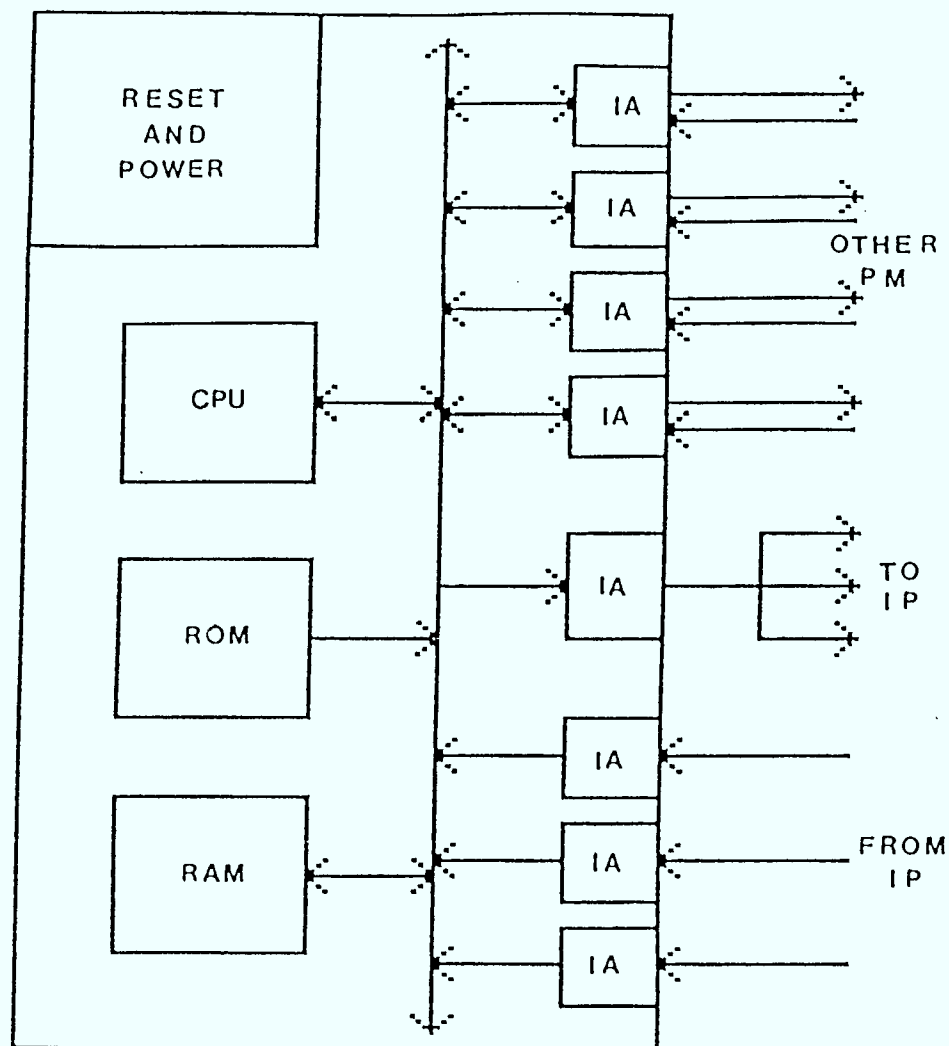 RESET
AND
POWER
IA
IA
OTHER
PM
IA
CPU
IA
IA
TO
IP
ROM
IA
RAM
IA
FROM
IP
IA